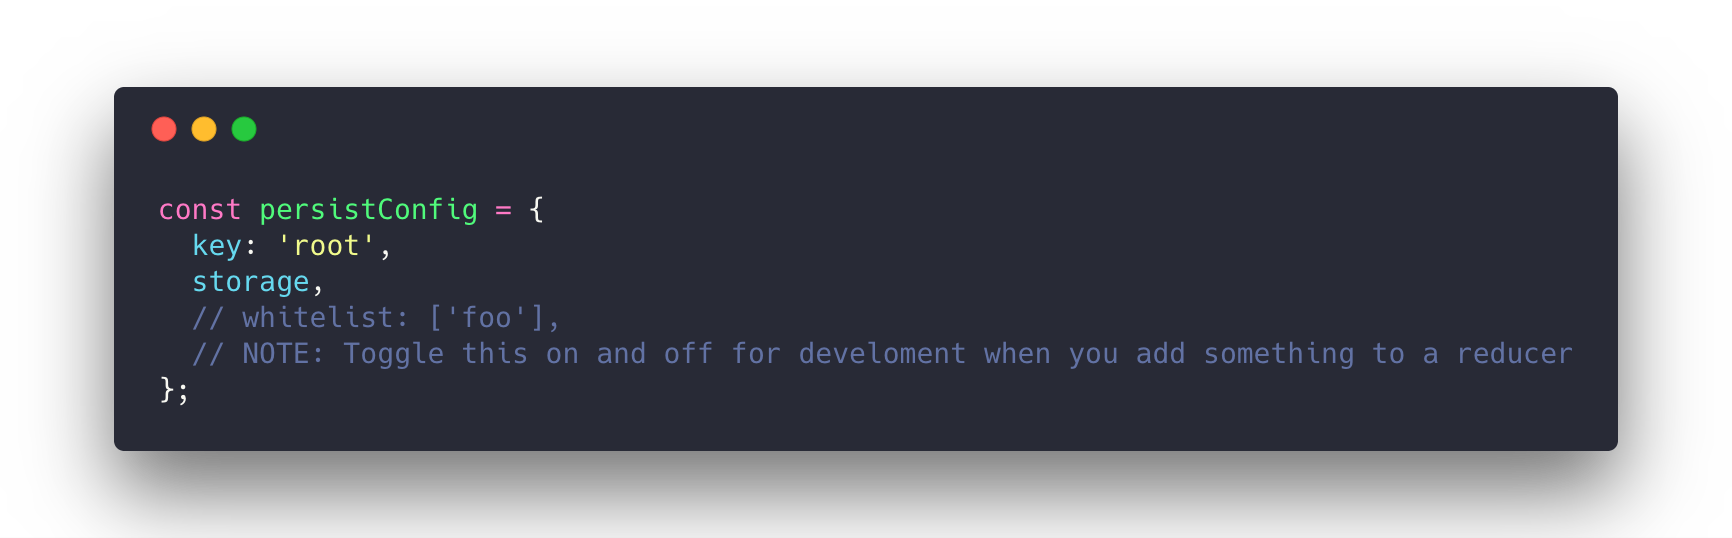 const persistConfig = {
  key: 'root',
  storage,
  // whitelist: ['foo'],
  // NOTE: Toggle this on and off for develoment when you add something to a reducer
};